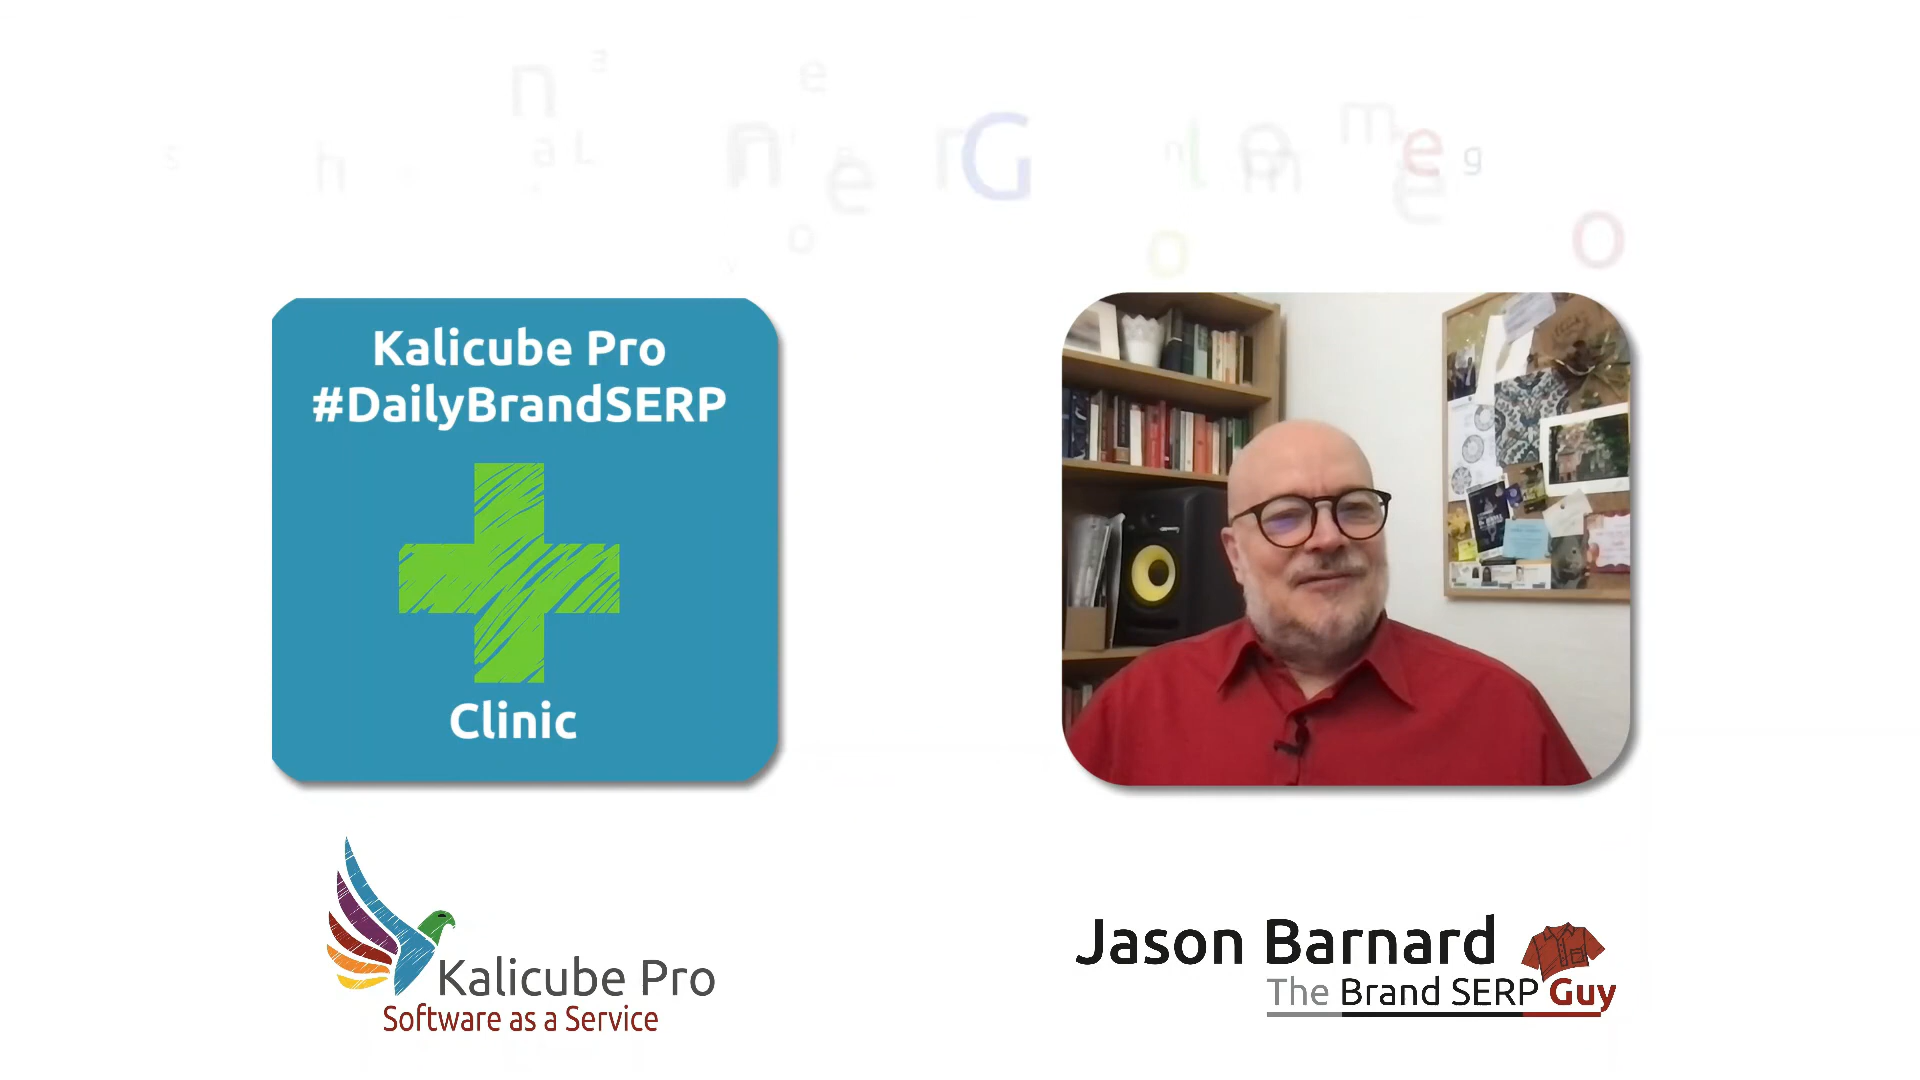 Kalicube Pro
#DailyBrandSERP
Clinic
Kalicube Pro
Software as a Service
Jason Barnard
The Brand SERP Guy